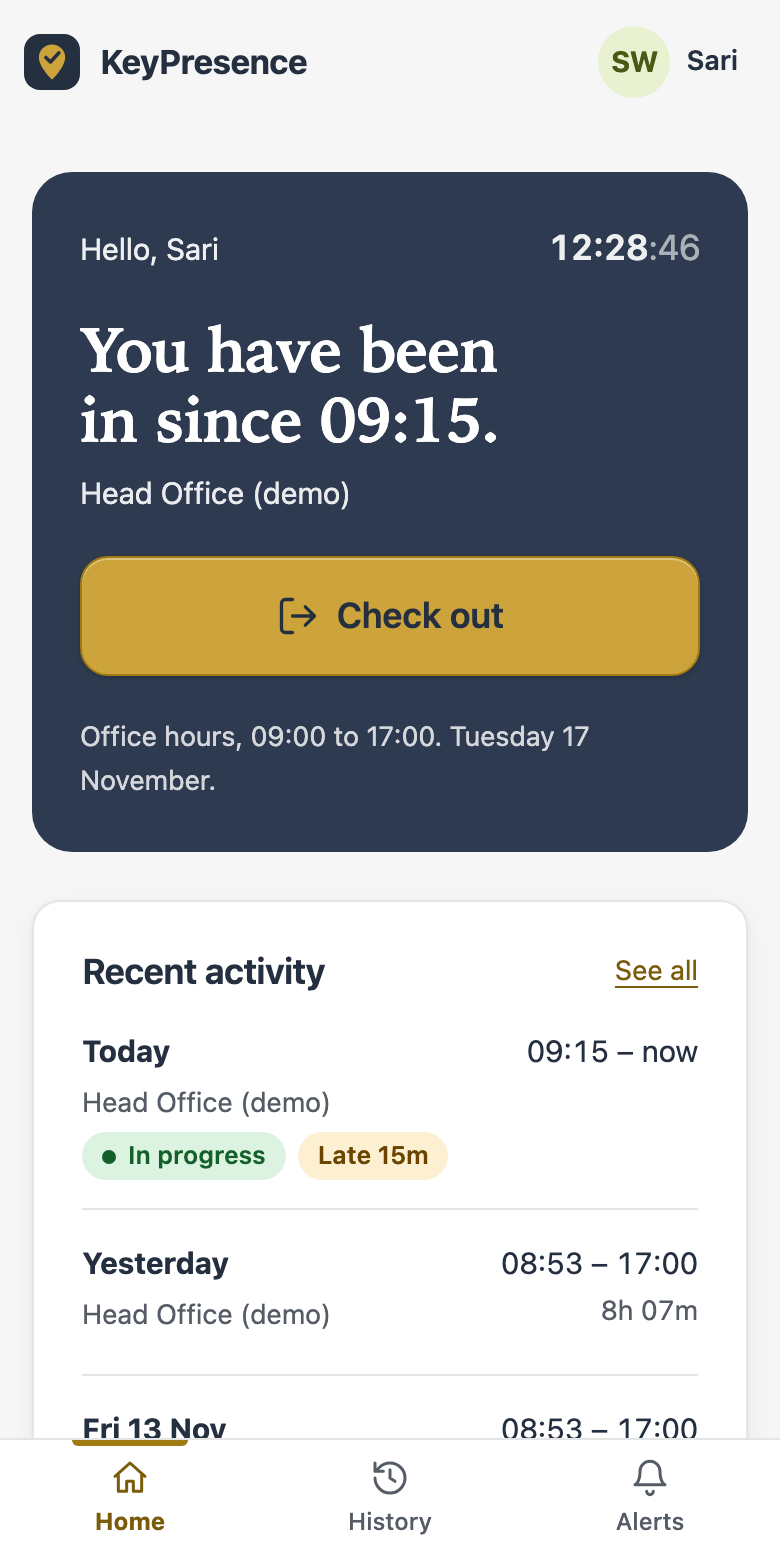 KeyPresence
SW
Sari
Hello, Sari
12:28:46
You have been
in since 09:15.
Head Office (demo)
Check out
Office hours, 09:00 to 17:00. Tuesday 17
November.
Recent activity
See all
Today
09:15 – now
Head Office (demo)
In progress
Late 15m
Yesterday
08:53 – 17:00
Head Office (demo)
8h 07m
Fri 13 Nov
08:53 – 17:00
Home
History
Alerts